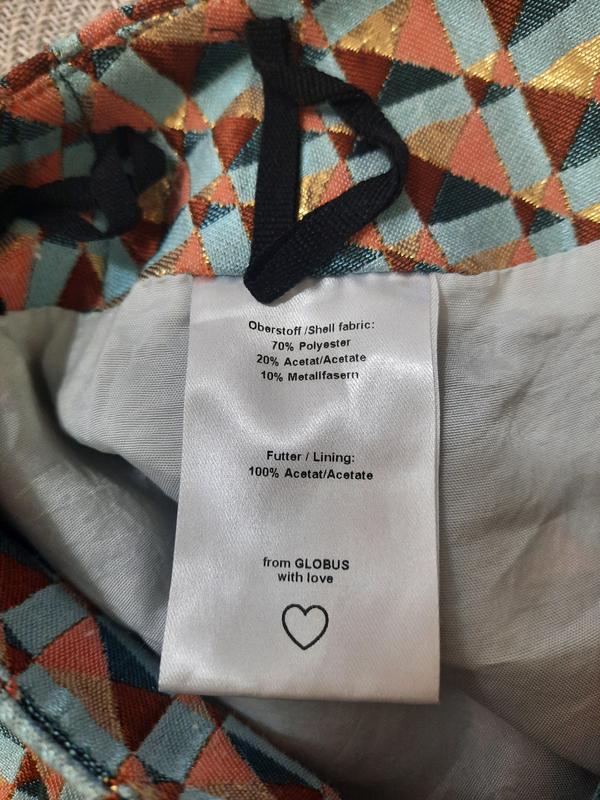 Oberstoff /Shell fabric:
70% Polyester
20% Acetat/Acetate
10% Metallfasern
Futter / Lining:
100% Acetat/Acetate
from GLOBUS
with love